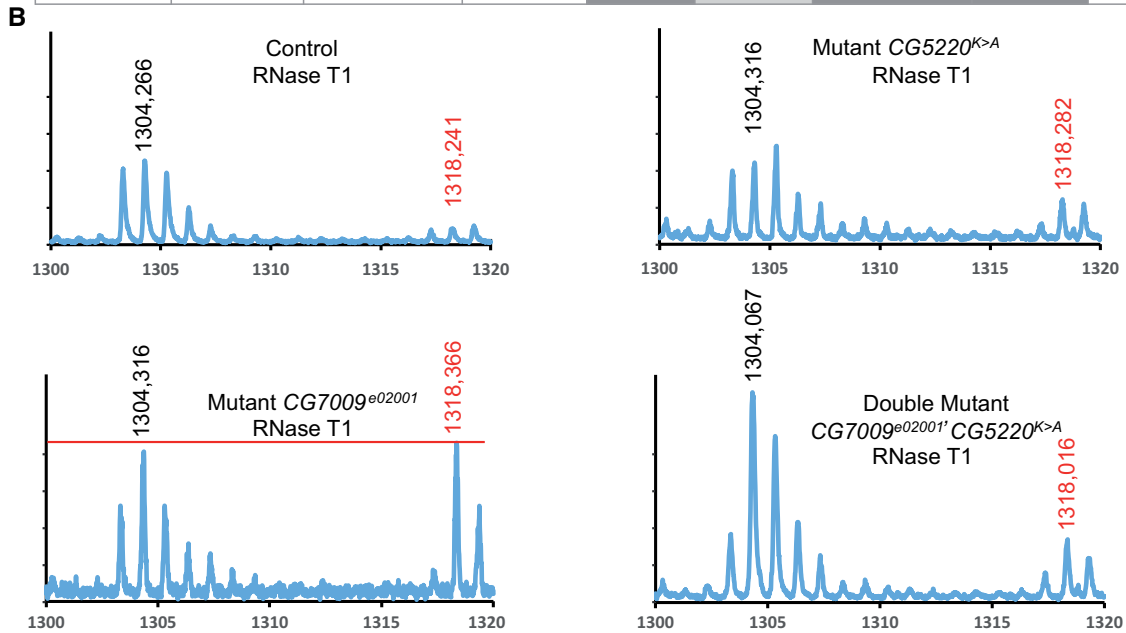 B
Control
RNase T1
1304,266
1318,241
1300 1305 1310 1315 1320
Mutant CG5220K>A
RNase T1
1304,316
1318,282
1300 1305 1310 1315 1320
Mutant CG7009e02001
RNase T1
1304,316
1318,366
1300 1305 1310 1315 1320
Double Mutant
CG7009e02001, CG5220K>A
RNase T1
1304,067
1318,016
1300 1305 1310 1315 1320